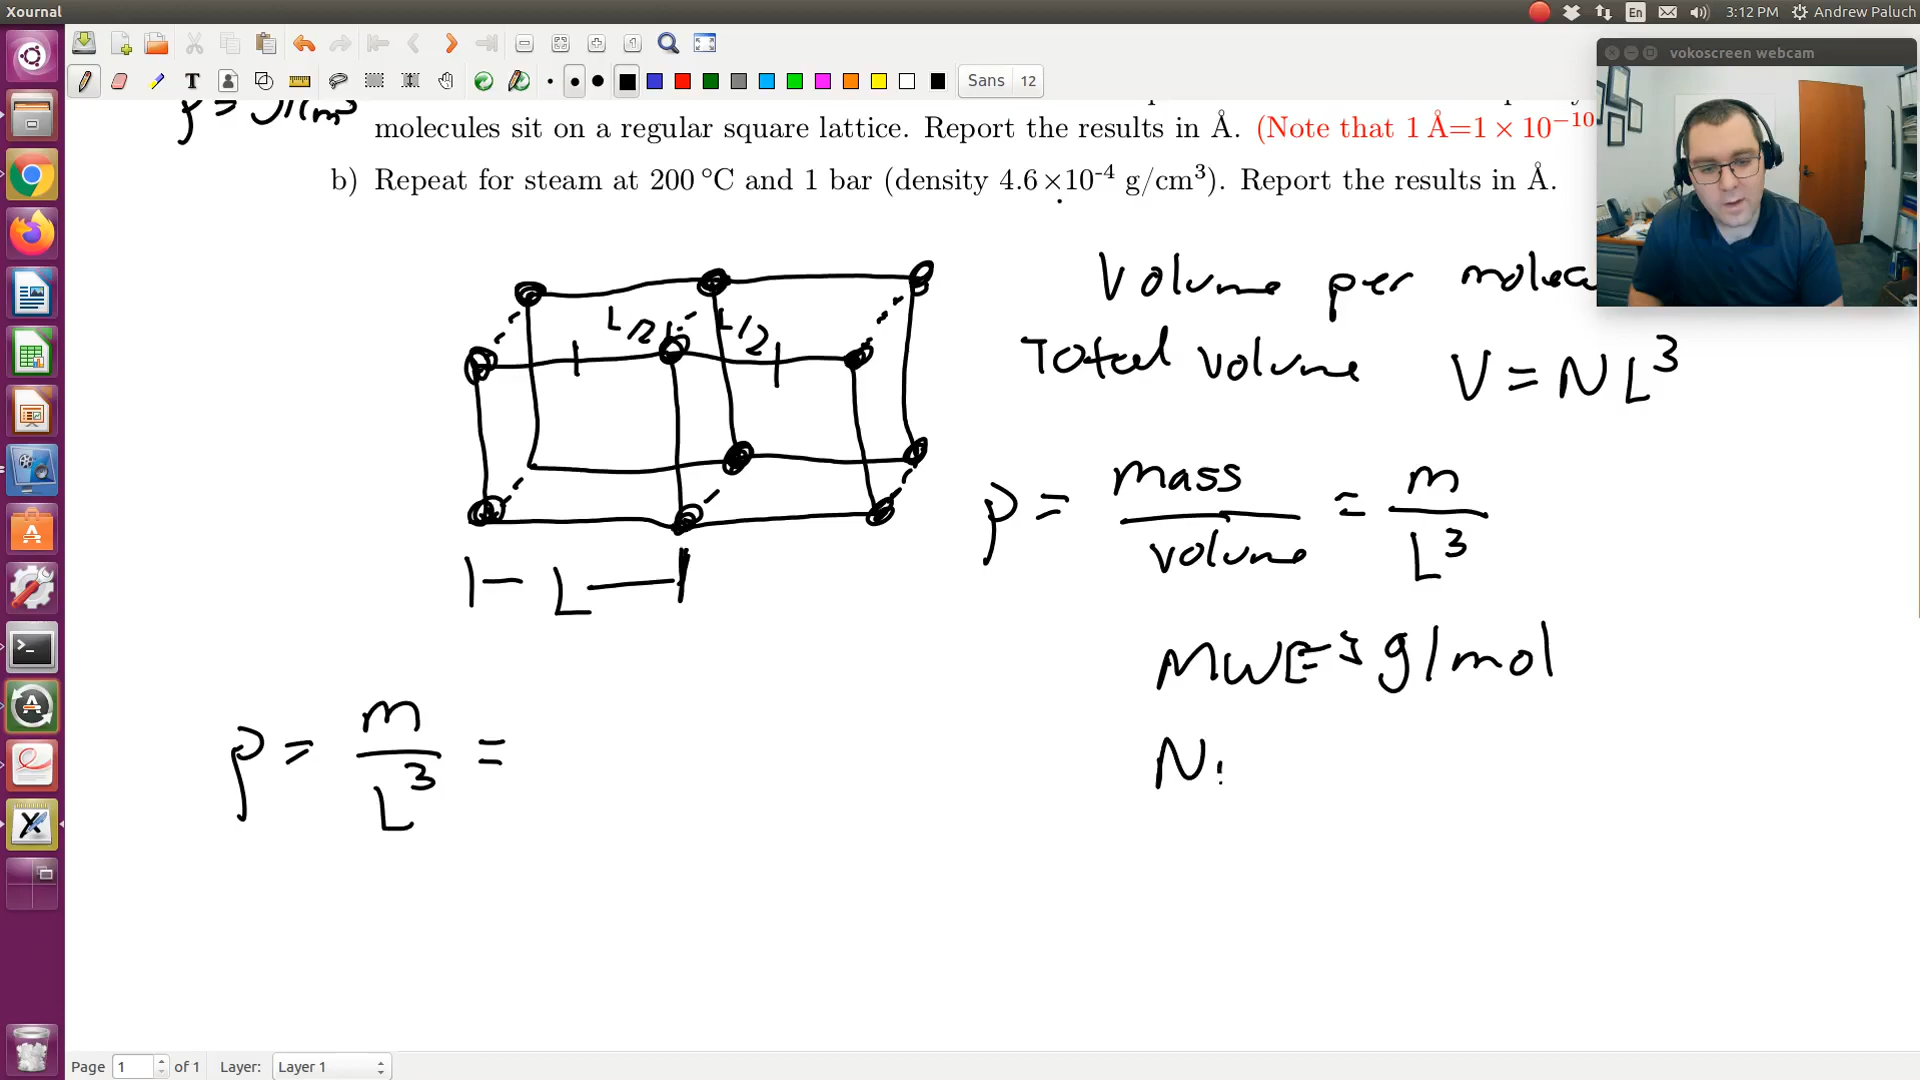 Xournal
En
3:12 PM
Andrew Paluch
vokoscreen webcam
T
Sans
12
molecules sit on a regular square lattice. Report the results in Å. (Note that 1 Å=1 × 10⁻¹⁰
b) Repeat for steam at 200 °C and 1 bar (density 4.6×10⁻⁴ g/cm³). Report the results in Å.
Volume per molec
Total volume V = NL³
L/2 L/2
ρ = mass/volume = m/L³
L
MW [=] g/mol
ρ = m/L³ =
N
Page 1 of 1 Layer: Layer 1